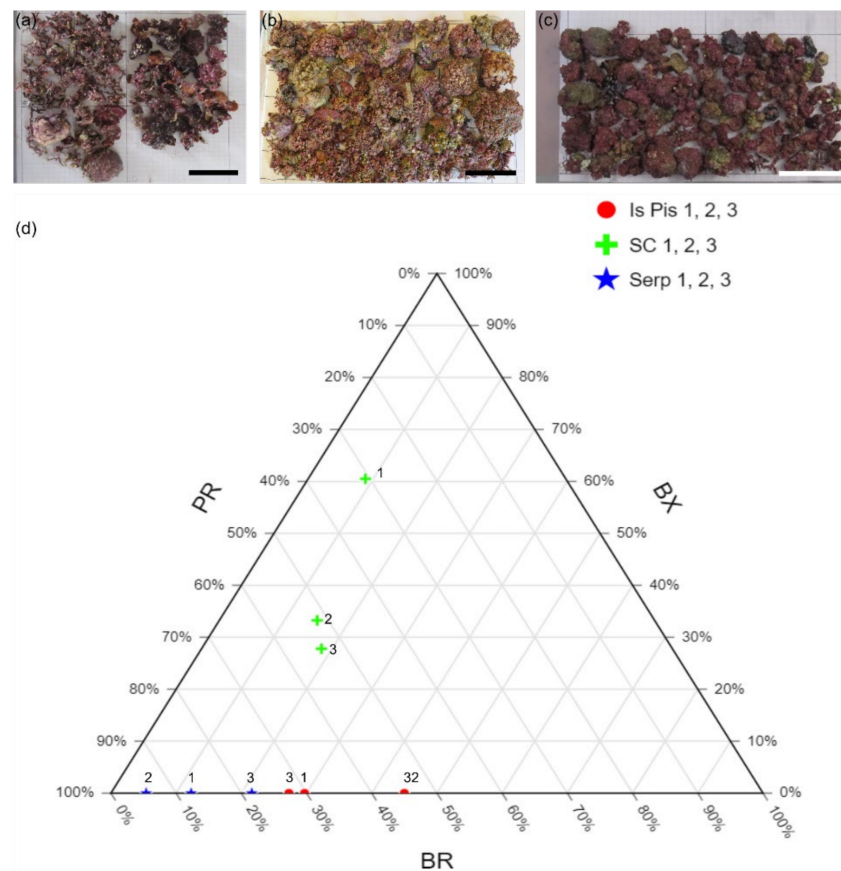 (a)
(b)
(c)
(d)
Is Pis 1, 2, 3
SC 1, 2, 3
Serp 1, 2, 3
0% 100%
10% 90%
20% 80%
30% 70%
1
40% 60%
PR BX
50% 50%
60% 40%
2
70% 30%
3
80% 20%
90% 10%
2 1 3 3 1 32
100% 0%
0% 10% 20% 30% 40% 50% 60% 70% 80% 90% 100%
BR